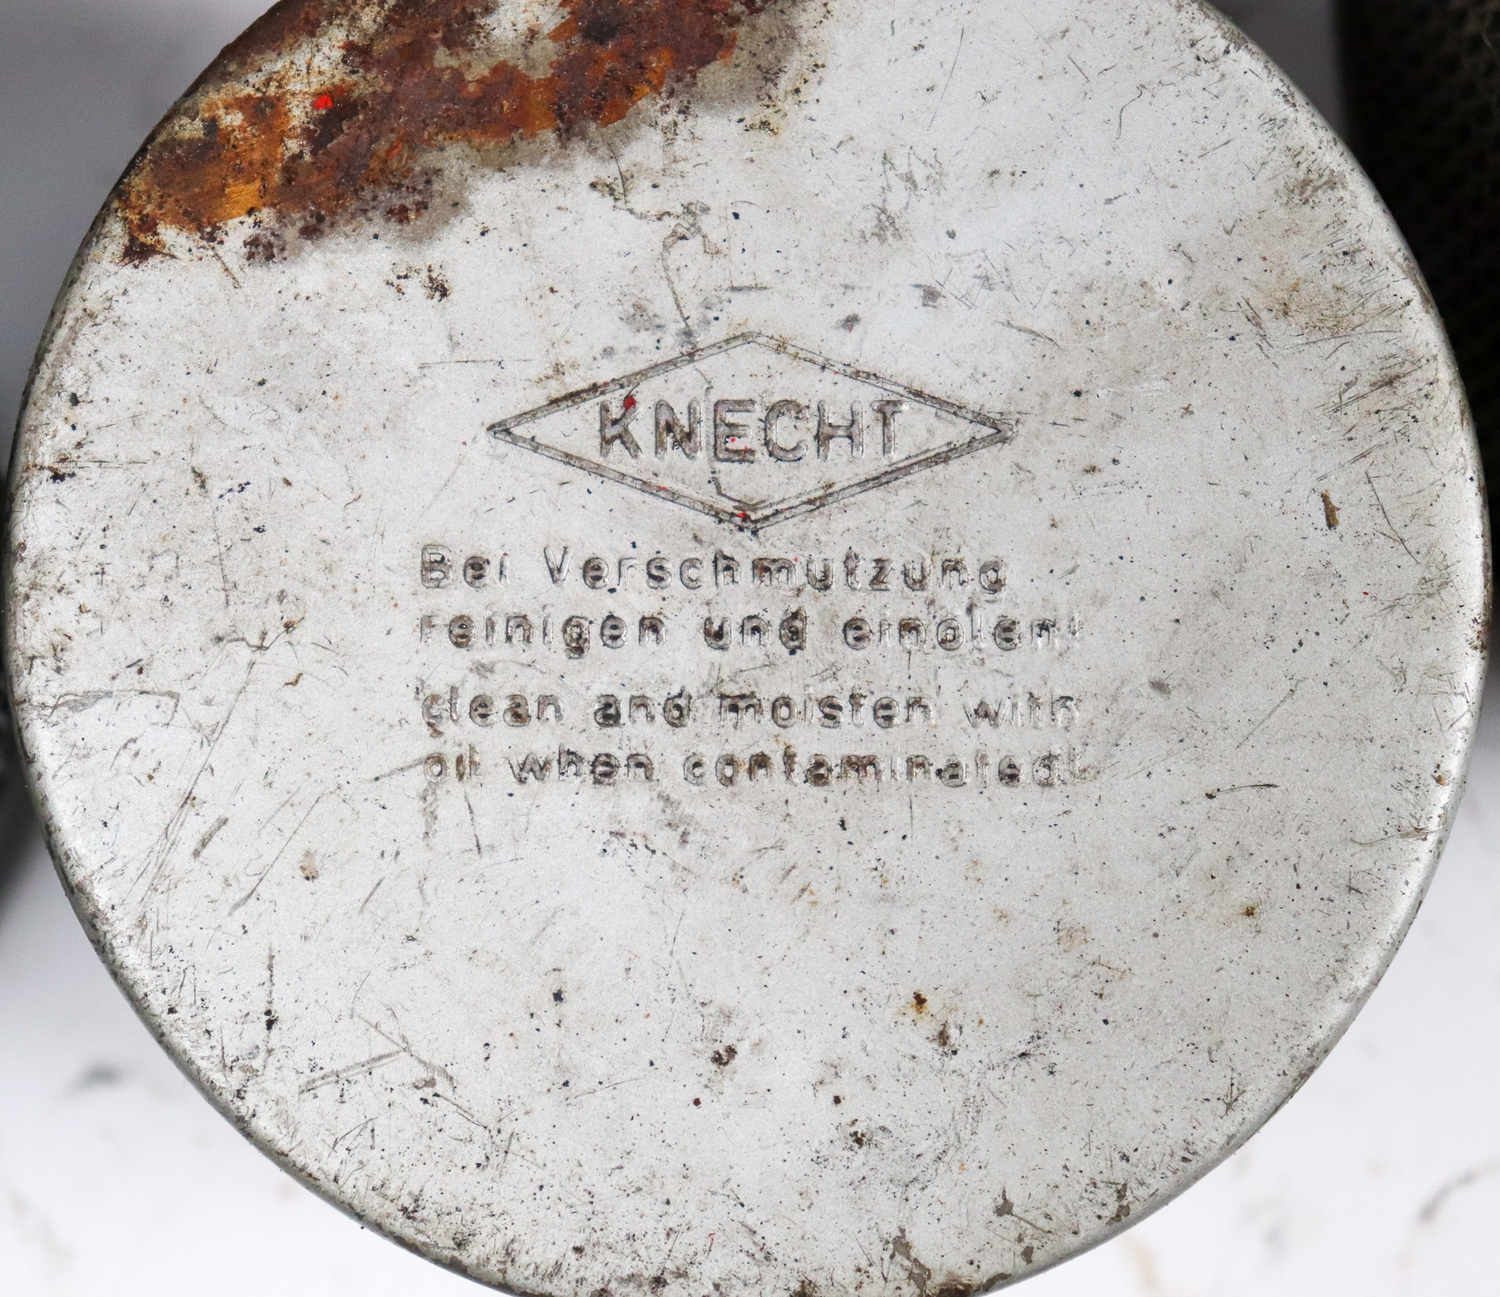 KNECHT
Bei Verschmutzung
reinigen und einölen!
clean and moisten with
oil when contaminated!